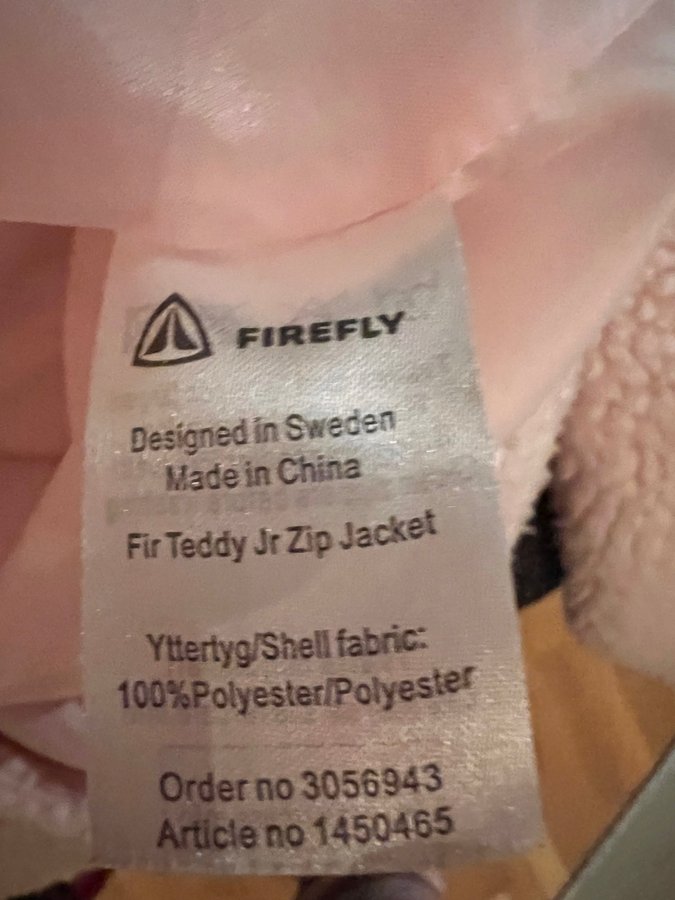 FIREFLY
Designed in Sweden
Made in China
Fir Teddy Jr Zip Jacket
Yttertyg/Shell fabric:
100%Polyester/Polyester
Order no 3056943
Article no 1450465